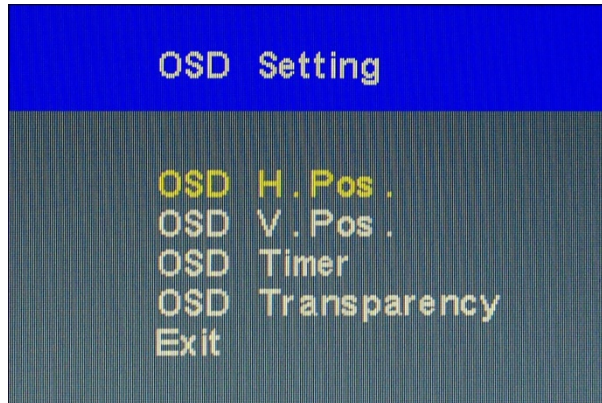 OSD Setting
OSD H.Pos.
OSD V.Pos.
OSD Timer
OSD Transparency
Exit